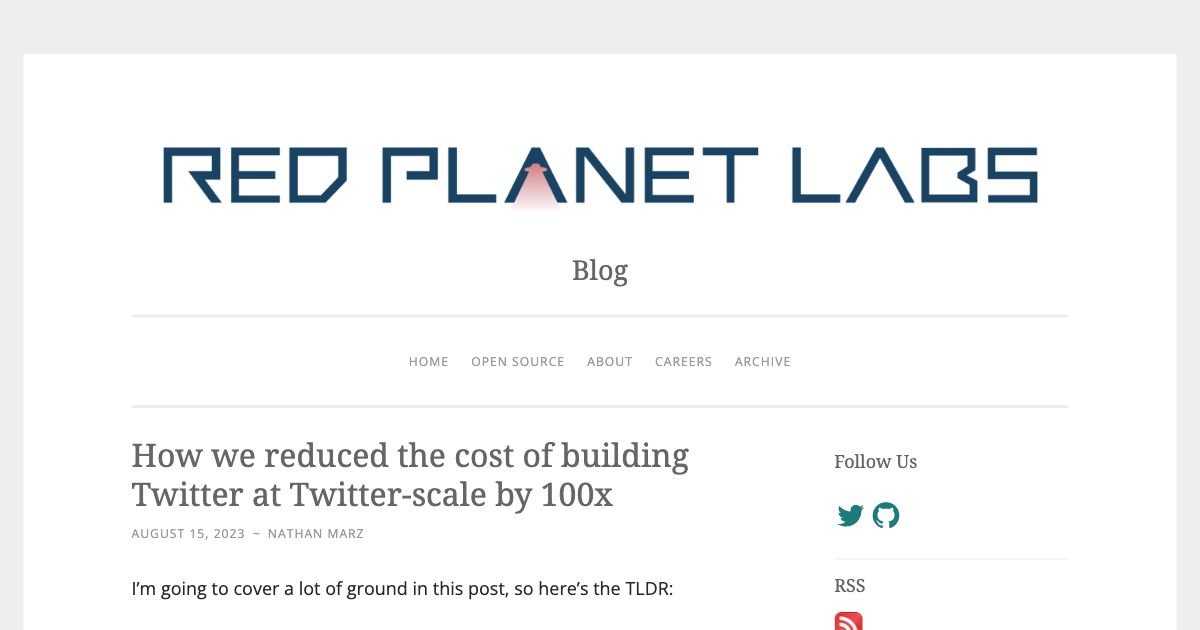 RED PLANET LABS
Blog
HOME OPEN SOURCE ABOUT CAREERS ARCHIVE
How we reduced the cost of building
Twitter at Twitter-scale by 100x
AUGUST 15, 2023 ~ NATHAN MARZ
I’m going to cover a lot of ground in this post, so here’s the TLDR:
Follow Us
RSS